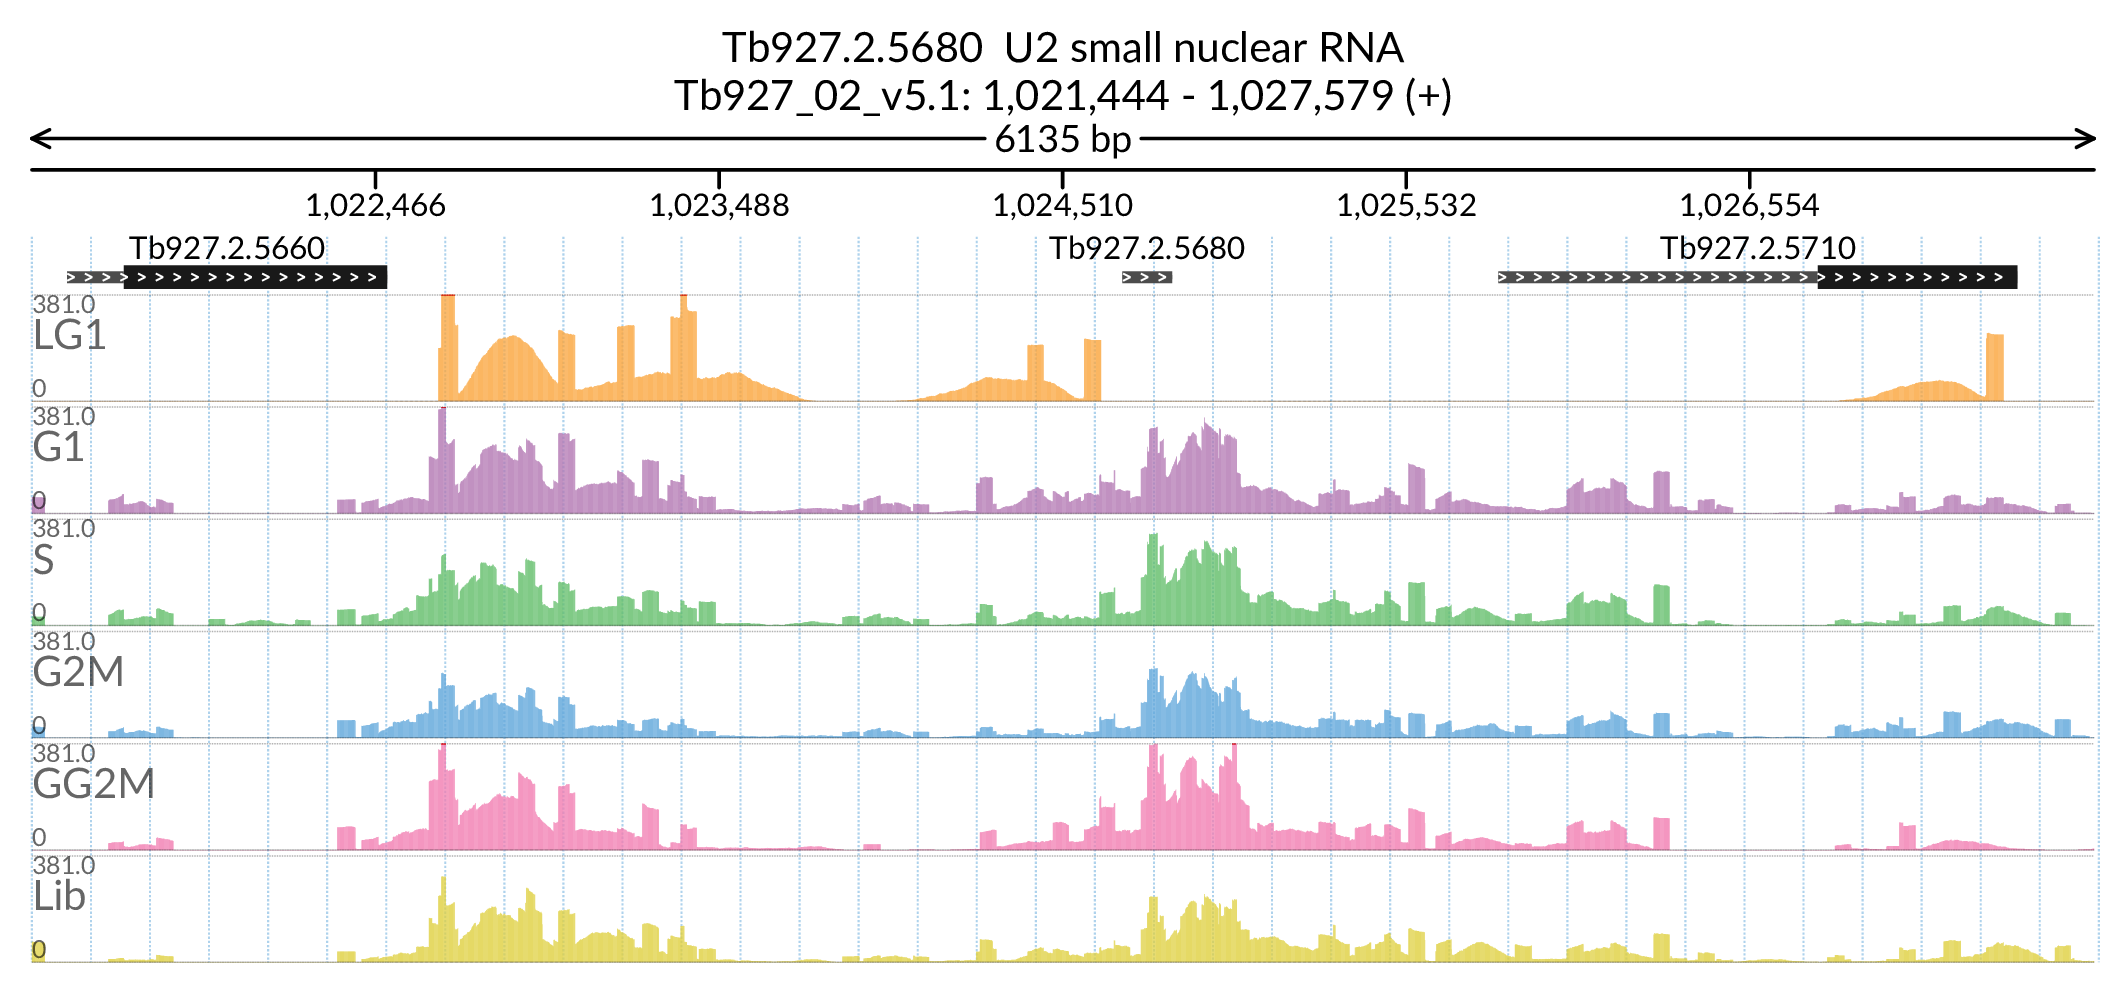 Tb927.2.5680 U2 small nuclear RNA
Tb927_02_v5.1: 1,021,444 - 1,027,579 (+)
6135 bp
1,022,466 1,023,488 1,024,510 1,025,532 1,026,554
Tb927.2.5660 Tb927.2.5680 Tb927.2.5710
381.0
LG1
0
381.0
G1
0
381.0
S
0
381.0
G2M
0
381.0
GG2M
0
381.0
Lib
0